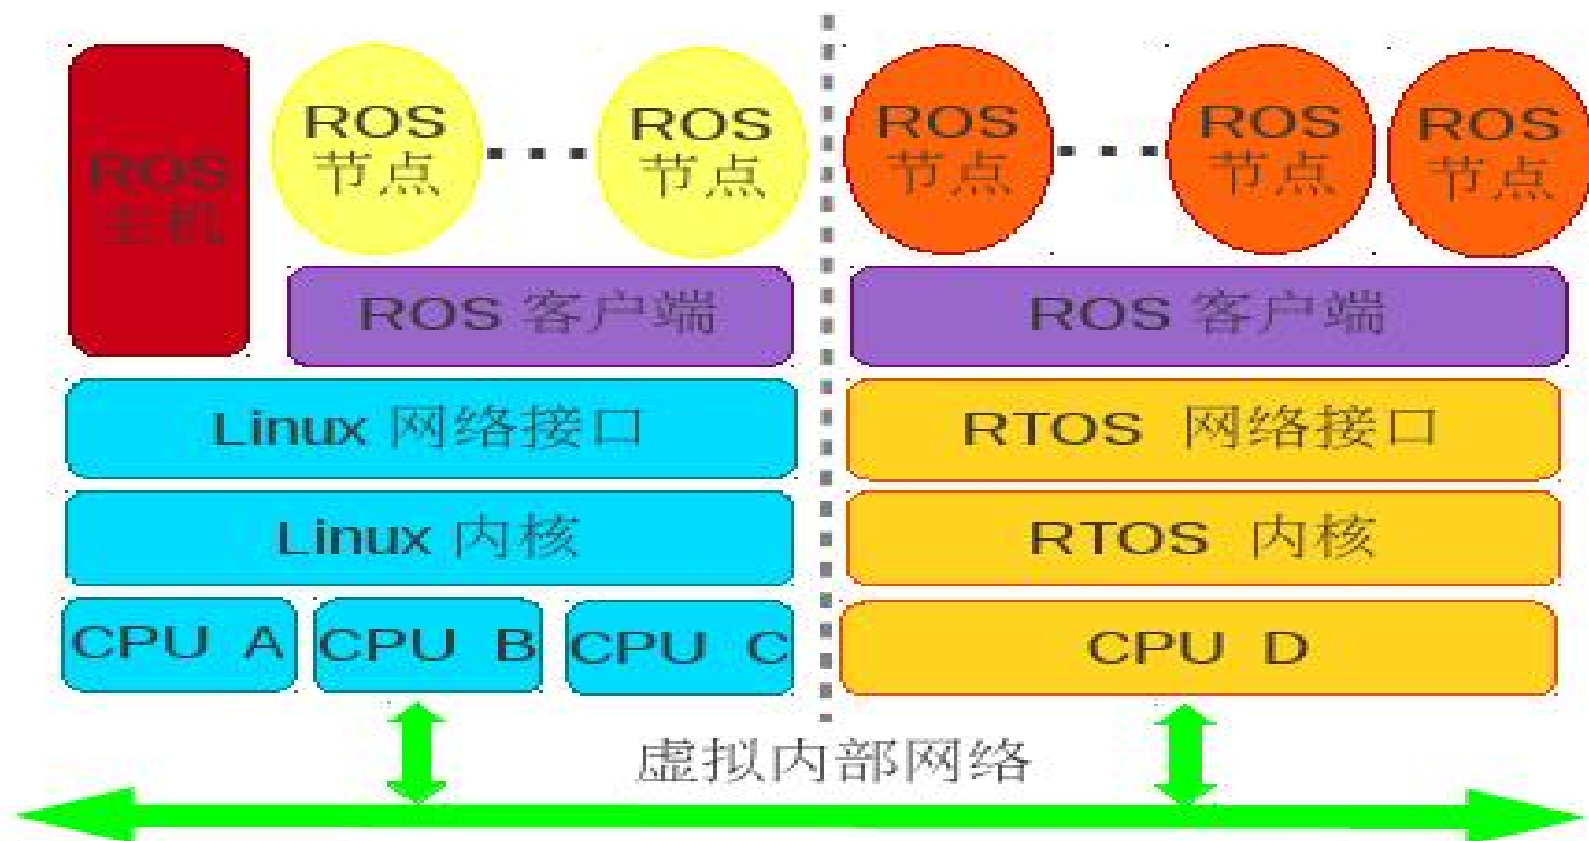 ROS
主机
ROS
节点
ROS
节点
ROS
节点
ROS
节点
ROS
节点
ROS 客户端
ROS 客户端
Linux 网络接口
RTOS 网络接口
Linux 内核
RTOS 内核
CPU A
CPU B
CPU C
CPU D
虚拟内部网络